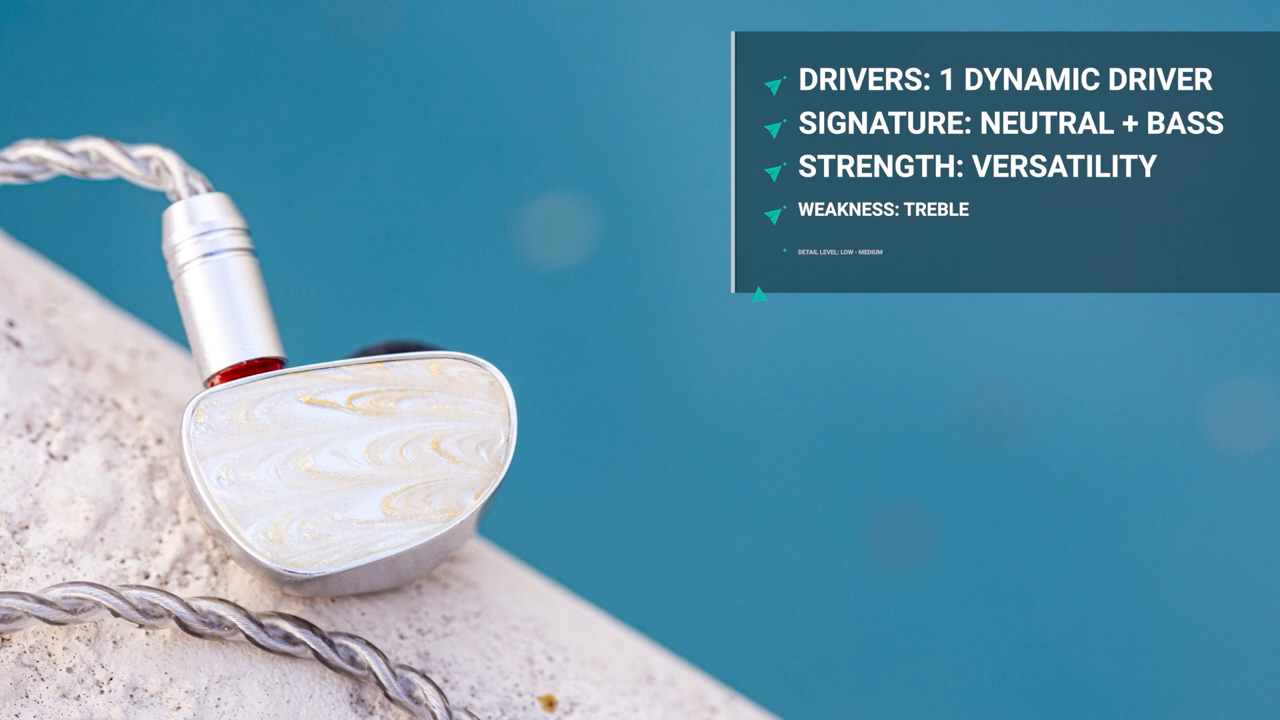 DRIVERS: 1 DYNAMIC DRIVER
SIGNATURE: NEUTRAL + BASS
STRENGTH: VERSATILITY
WEAKNESS: TREBLE
DETAIL LEVEL: LOW - MEDIUM